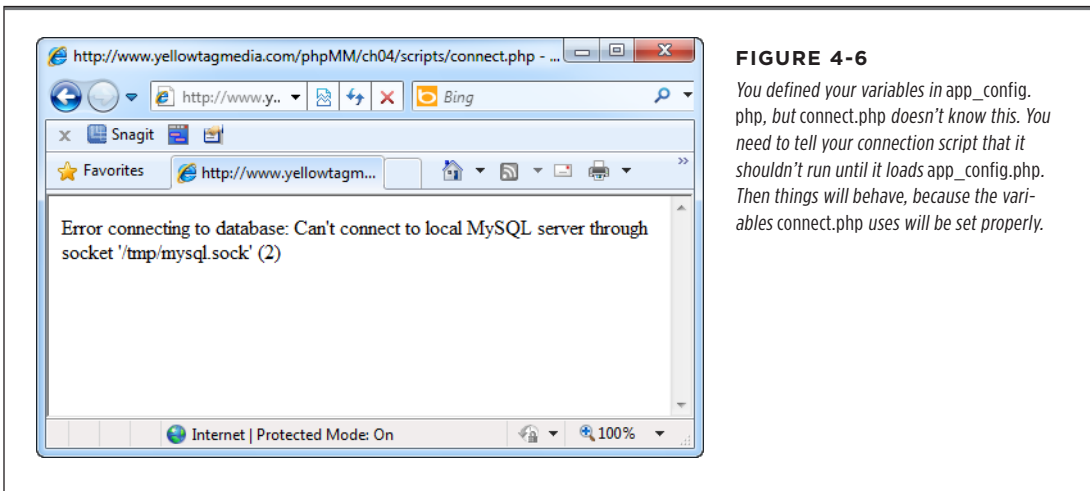 http://www.yellowtagmedia.com/phpMM/ch04/scripts/connect.php - ...
http://www.y..
Bing
x Snagit
Favorites
http://www.yellowtagm...
»
Error connecting to database: Can't connect to local MySQL server through
socket '/tmp/mysql.sock' (2)
Internet | Protected Mode: On
100%
FIGURE 4-6
You defined your variables in app_config.
php, but connect.php doesn't know this. You
need to tell your connection script that it
shouldn't run until it loads app_config.php.
Then things will behave, because the vari-
ables connect.php uses will be set properly.